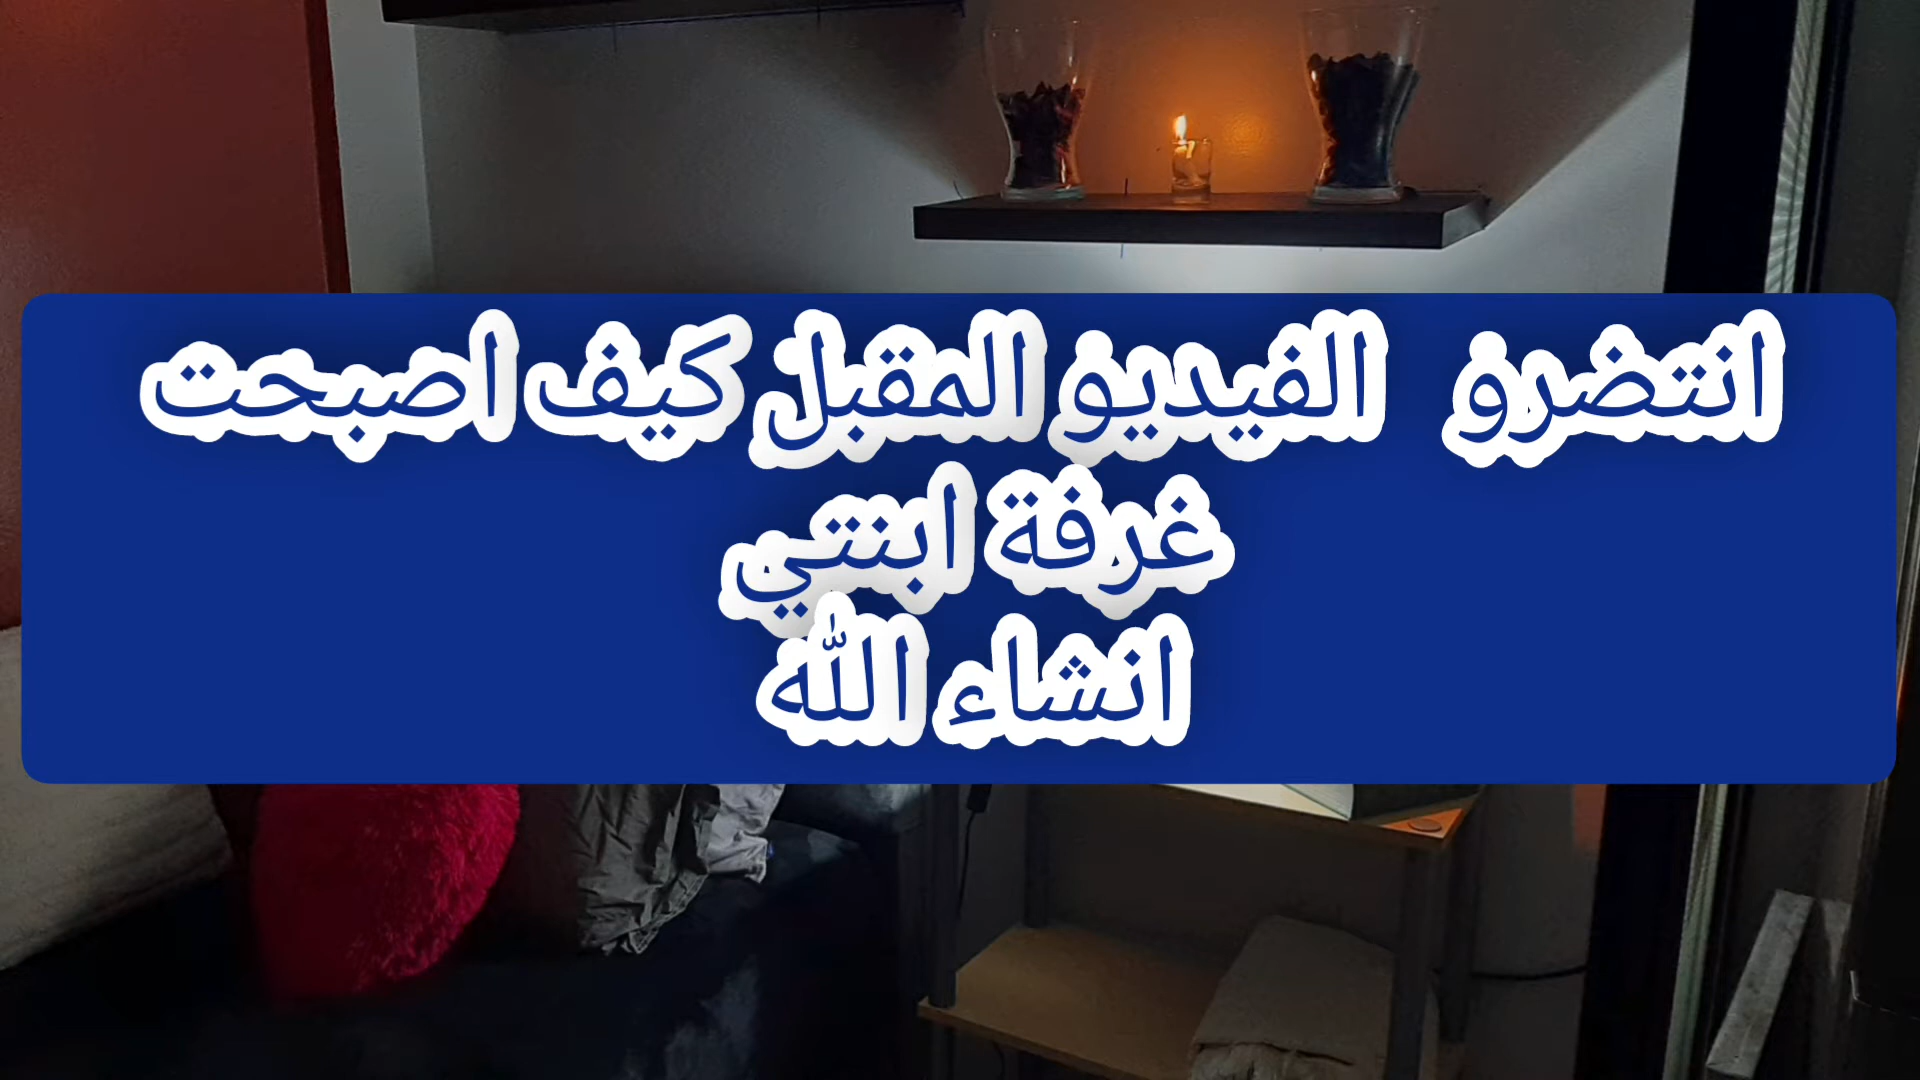 انتضرو الفيديو المقبل كيف اصبحت
غرفة ابنتي
انشاء الله